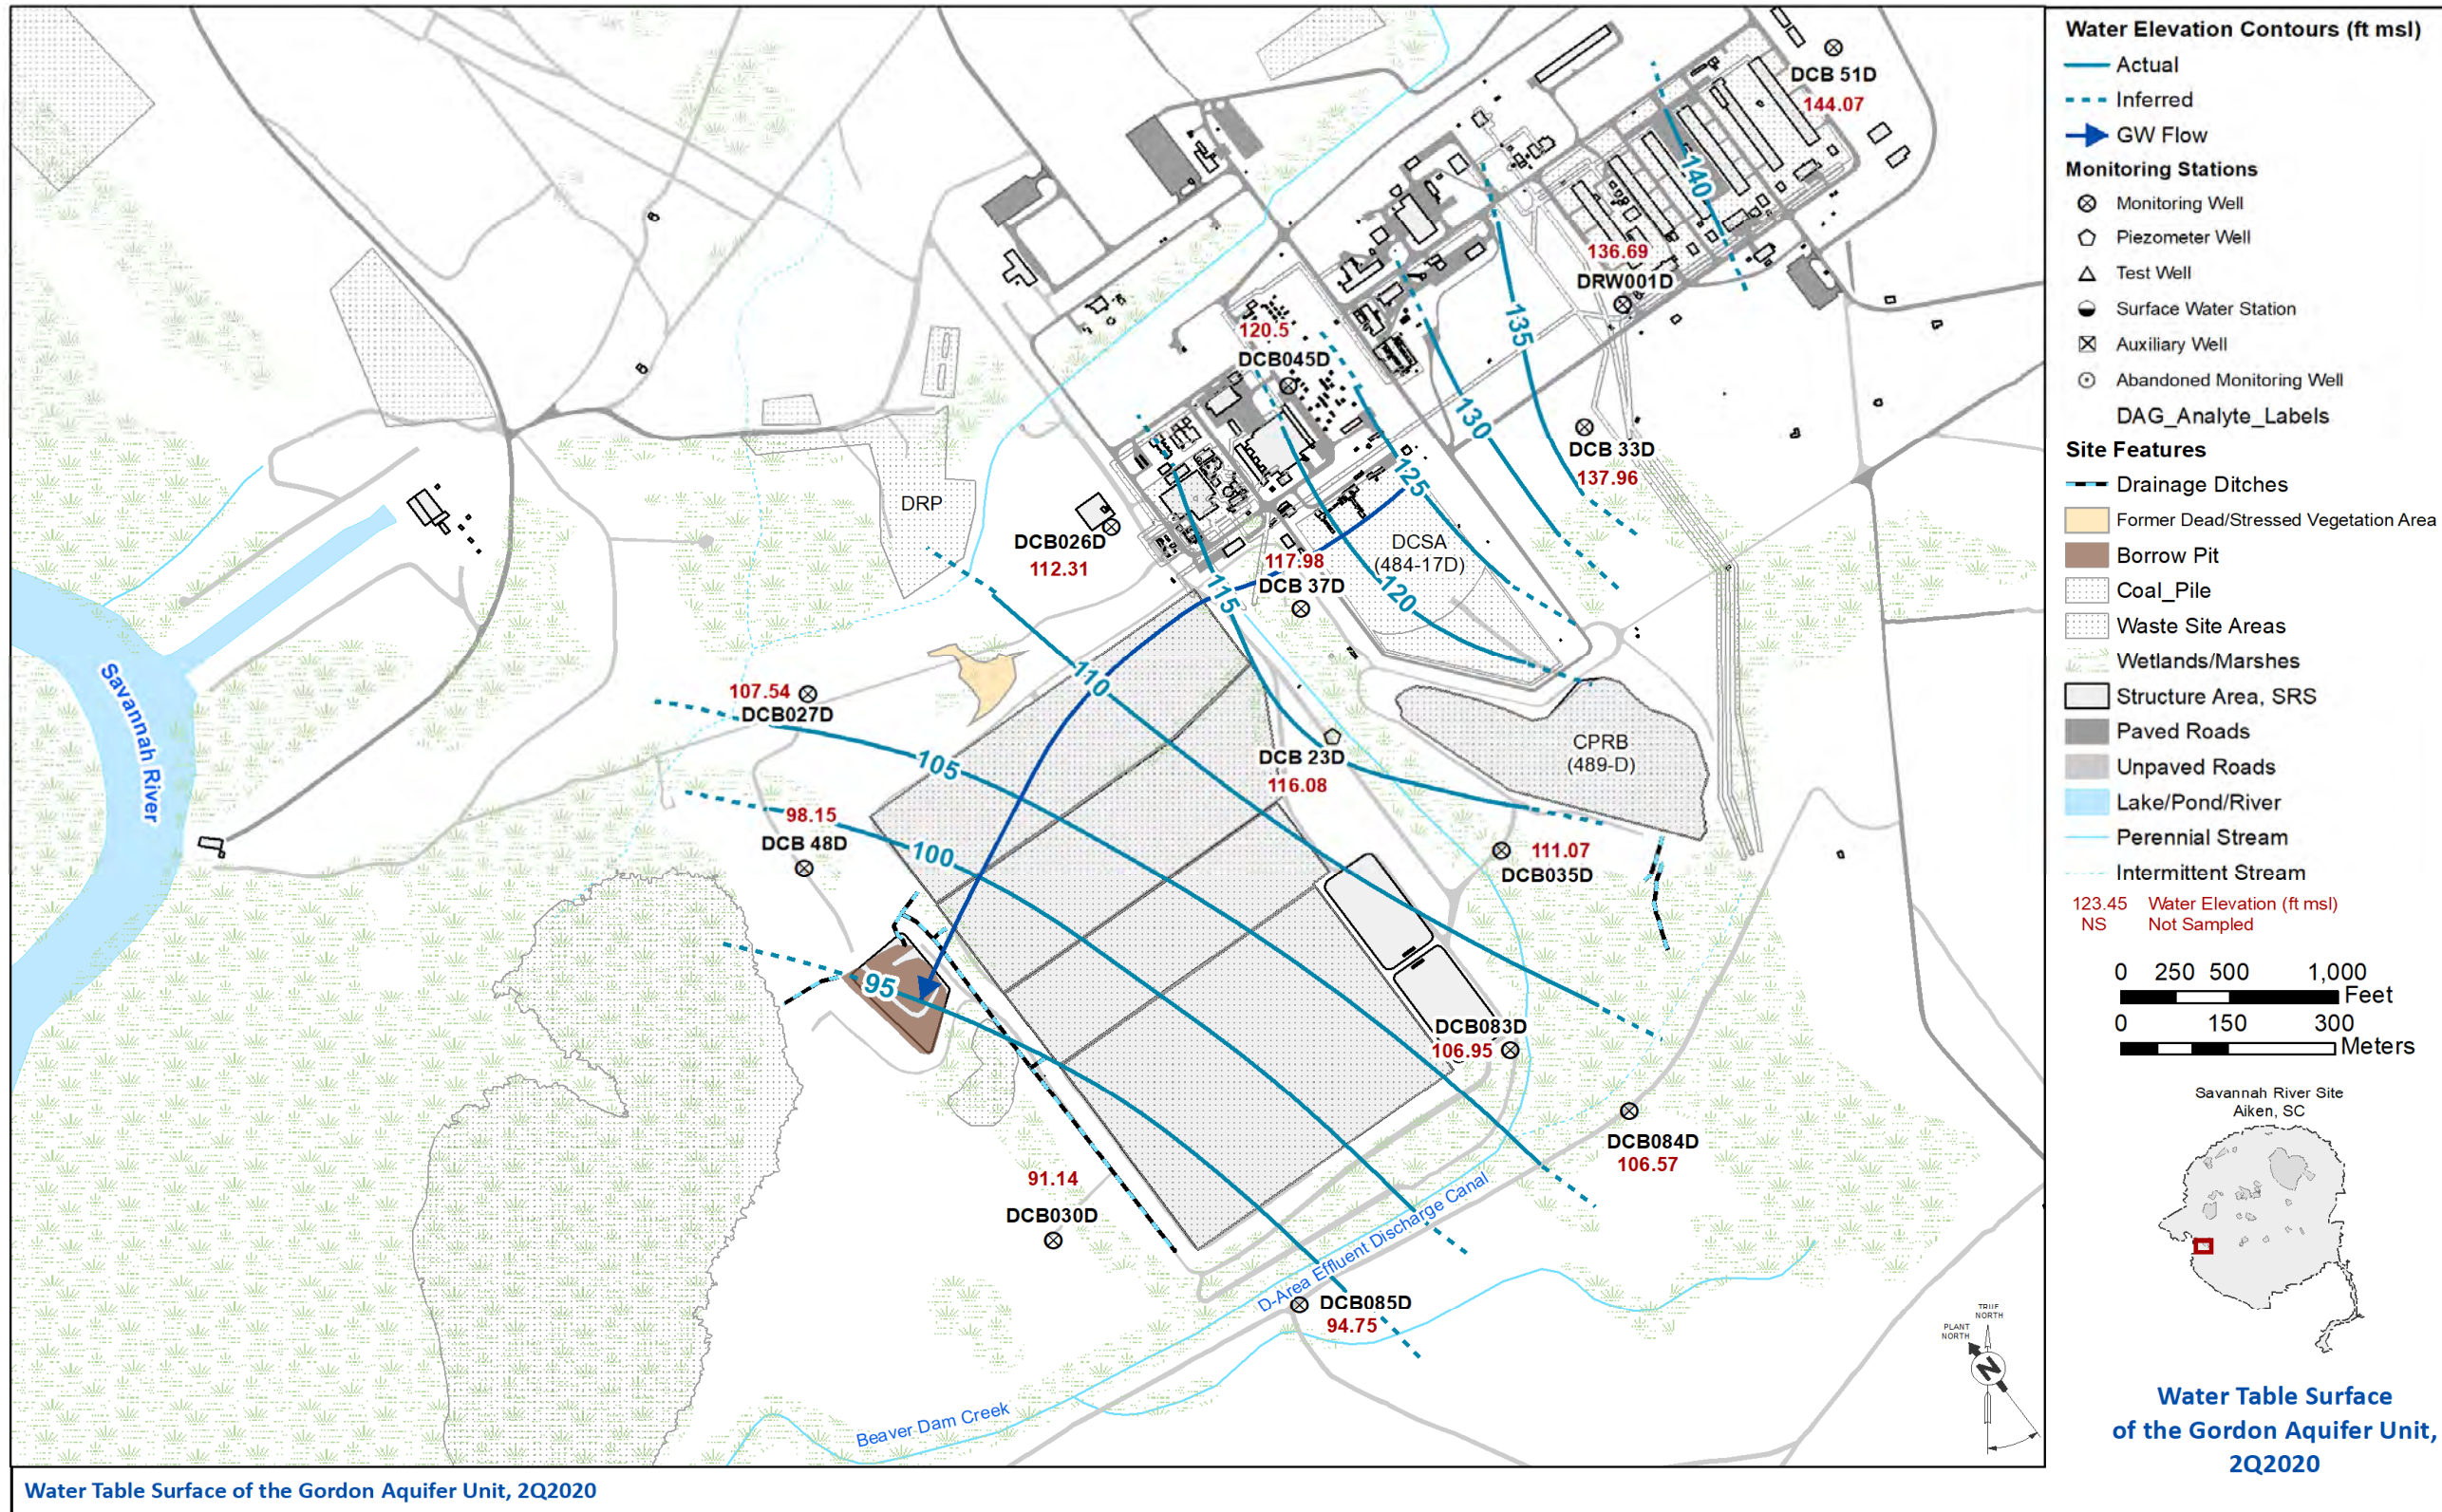 DCB 51D
144.07
140
136.69
DRW001D
135
120.5
DCB045D
130
DCB 33D
137.96
125
DRP
DCB026D
112.31
117.98
DCB 37D
DCSA
(484-17D)
120
115
110
107.54
DCB027D
105
DCB 23D
116.08
CPRB
(489-D)
Savannah River
98.15
DCB 48D
100
111.07
DCB035D
95
DCB083D
106.95
DCB084D
106.57
91.14
DCB030D
D-Area Effluent Discharge Canal
DCB085D
94.75
Beaver Dam Creek
TRUE
NORTH
PLANT
NORTH
N
Water Table Surface of the Gordon Aquifer Unit, 2Q2020
Water Elevation Contours (ft msl)
Actual
Inferred
GW Flow
Monitoring Stations
Monitoring Well
Piezometer Well
Test Well
Surface Water Station
Auxiliary Well
Abandoned Monitoring Well
DAG_Analyte_Labels
Site Features
Drainage Ditches
Former Dead/Stressed Vegetation Area
Borrow Pit
Coal_Pile
Waste Site Areas
Wetlands/Marshes
Structure Area, SRS
Paved Roads
Unpaved Roads
Lake/Pond/River
Perennial Stream
Intermittent Stream
123.45 Water Elevation (ft msl)
NS Not Sampled
0 250 500 1,000
Feet
0 150 300
Meters
Savannah River Site
Aiken, SC
Water Table Surface
of the Gordon Aquifer Unit,
2Q2020